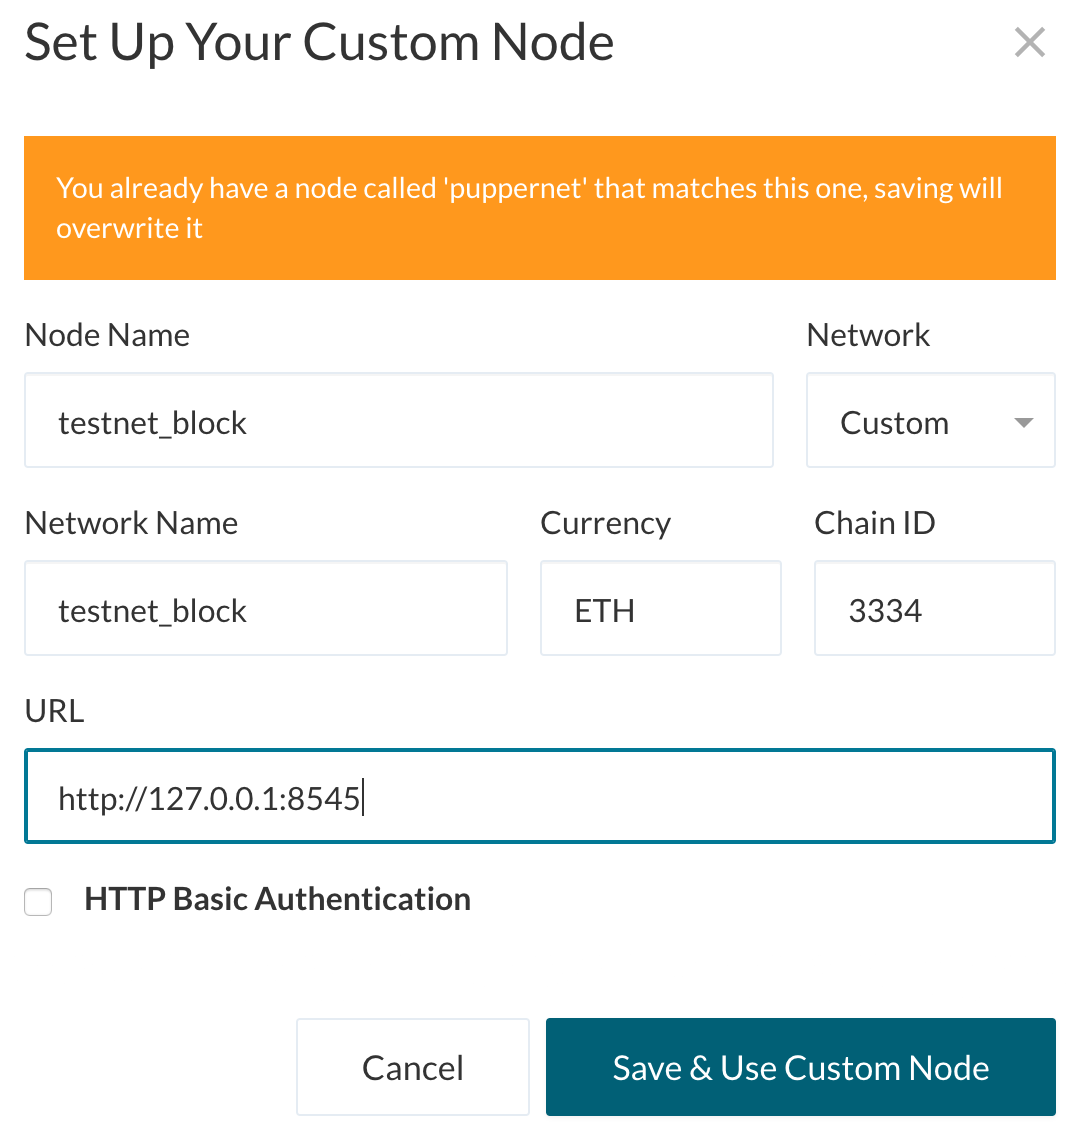 Set Up Your Custom Node
You already have a node called 'puppernet' that matches this one, saving will
overwrite it
Node Name
Network
testnet_block
Custom
Network Name
Currency
Chain ID
testnet_block
ETH
3334
URL
http://127.0.0.1:8545
HTTP Basic Authentication
Cancel
Save & Use Custom Node